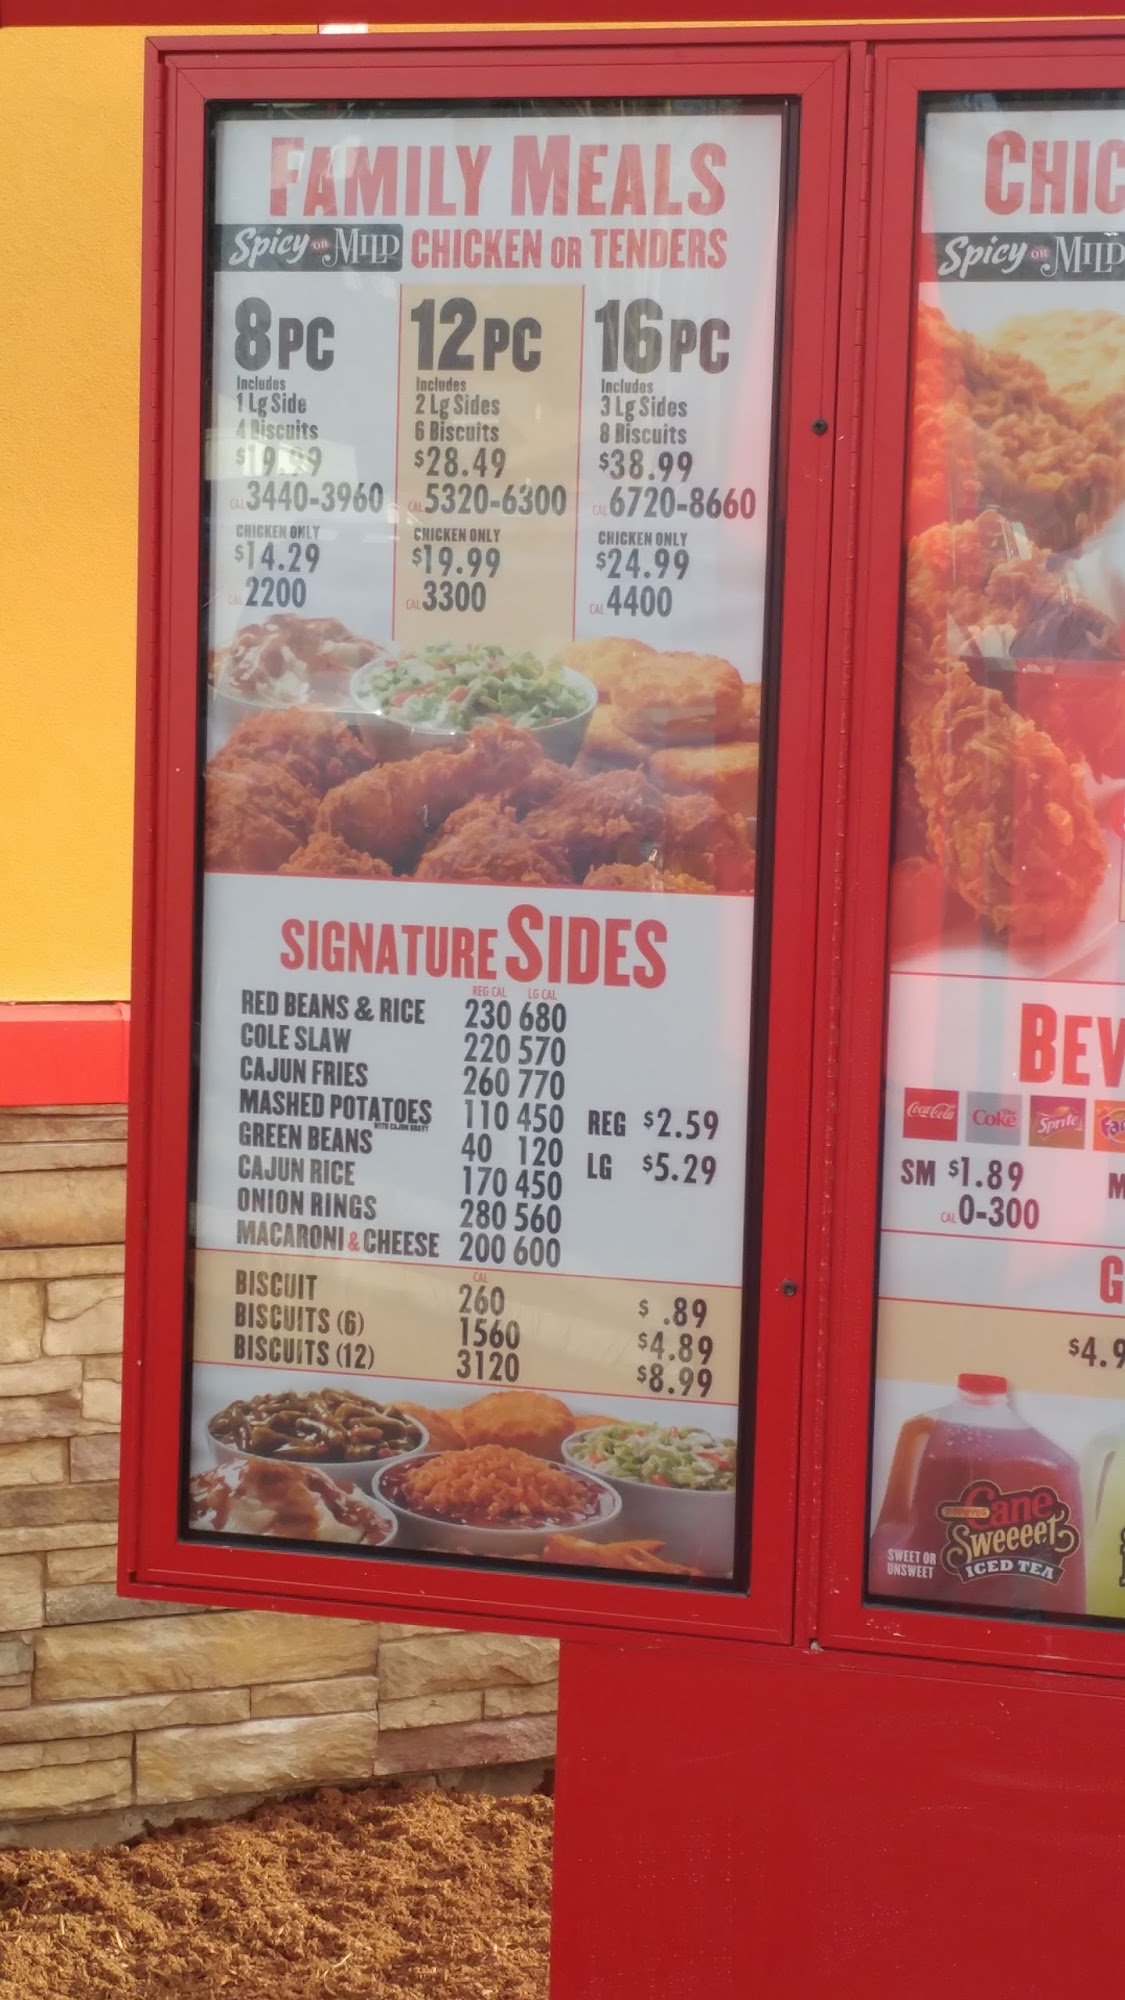 FAMILY MEALS
Spicy OR MILD CHICKEN OR TENDERS
8PC
Includes
1 Lg Side
4 Biscuits
$19.99
CAL 3440-3960
CHICKEN ONLY
$14.29
CAL 2200
12PC
Includes
2 Lg Sides
6 Biscuits
$28.49
CAL 5320-6300
CHICKEN ONLY
$19.99
CAL 3300
16PC
Includes
3 Lg Sides
8 Biscuits
$38.99
CAL 6720-8660
CHICKEN ONLY
$24.99
CAL 4400
SIGNATURE SIDES
REG CAL LG CAL
RED BEANS & RICE 230 680
COLE SLAW 220 570
CAJUN FRIES 260 770
MASHED POTATOES 110 450
WITH CAJUN GRAVY
GREEN BEANS 40 120
CAJUN RICE 170 450
ONION RINGS 280 560
MACARONI & CHEESE 200 600
REG $2.59
LG $5.29
CAL
BISCUIT 260 $ .89
BISCUITS (6) 1560 $4.89
BISCUITS (12) 3120 $8.99
CHIC
Spicy OR MILD
BEV
Coca-Cola Coke Sprite Fa
SM $1.89 M
CAL 0-300
G
$4.9
Cane
Sweeeet
ICED TEA
SWEET OR
UNSWEET